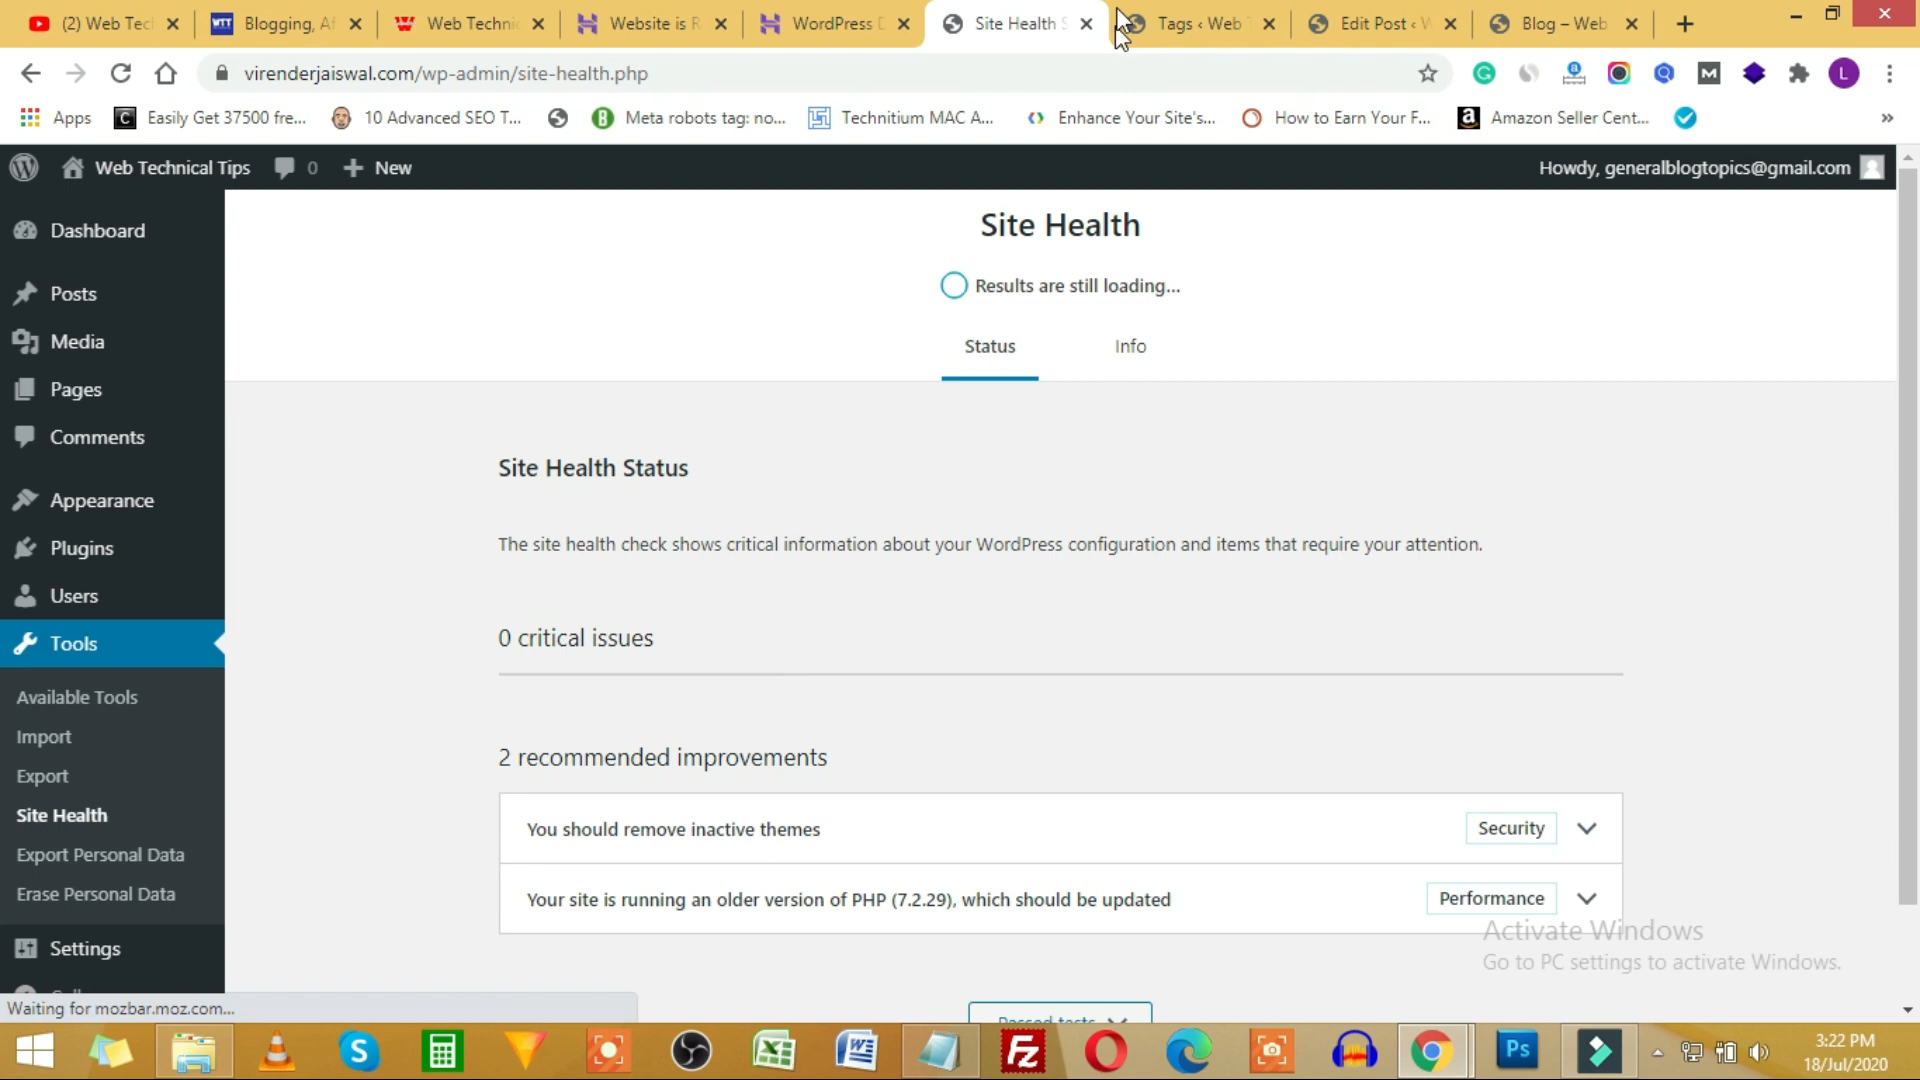 (2) Web Tec
Blogging, Af
Web Technic
Website is R
WordPress D
Site Health S
Tags ‹ Web T
Edit Post ‹ W
Blog – Web
virenderjaiswal.com/wp-admin/site-health.php
Apps
Easily Get 37500 fre...
10 Advanced SEO T...
Meta robots tag: no...
Technitium MAC A...
Enhance Your Site's...
How to Earn Your F...
Amazon Seller Cent...
»
Web Technical Tips
0
New
Howdy, generalblogtopics@gmail.com
Dashboard
Posts
Media
Pages
Comments
Appearance
Plugins
Users
Tools
Available Tools
Import
Export
Site Health
Export Personal Data
Erase Personal Data
Settings
Site Health
Results are still loading...
Status
Info
Site Health Status
The site health check shows critical information about your WordPress configuration and items that require your attention.
0 critical issues
2 recommended improvements
You should remove inactive themes
Security
Your site is running an older version of PHP (7.2.29), which should be updated
Performance
Passed tests
Activate Windows
Go to PC settings to activate Windows.
Waiting for mozbar.moz.com...
3:22 PM
18/Jul/2020